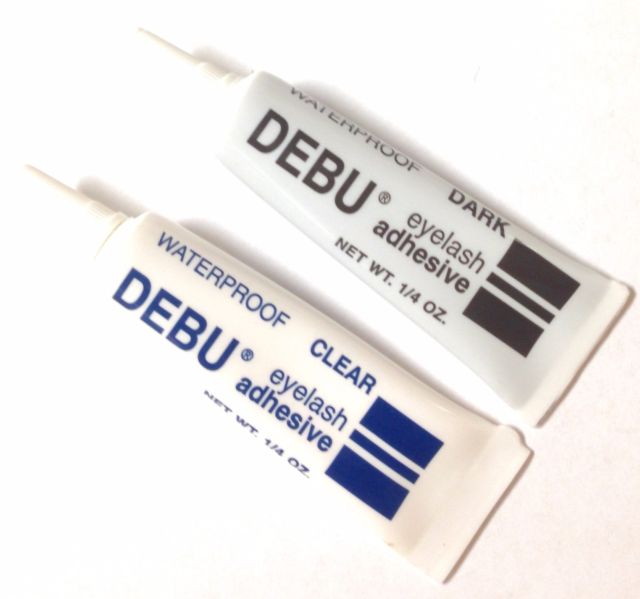 WATERPROOF
DEBU®
DARK
eyelash
adhesive
NET WT. 1/4 OZ.
WATERPROOF
DEBU®
CLEAR
eyelash
adhesive
NET WT. 1/4 OZ.